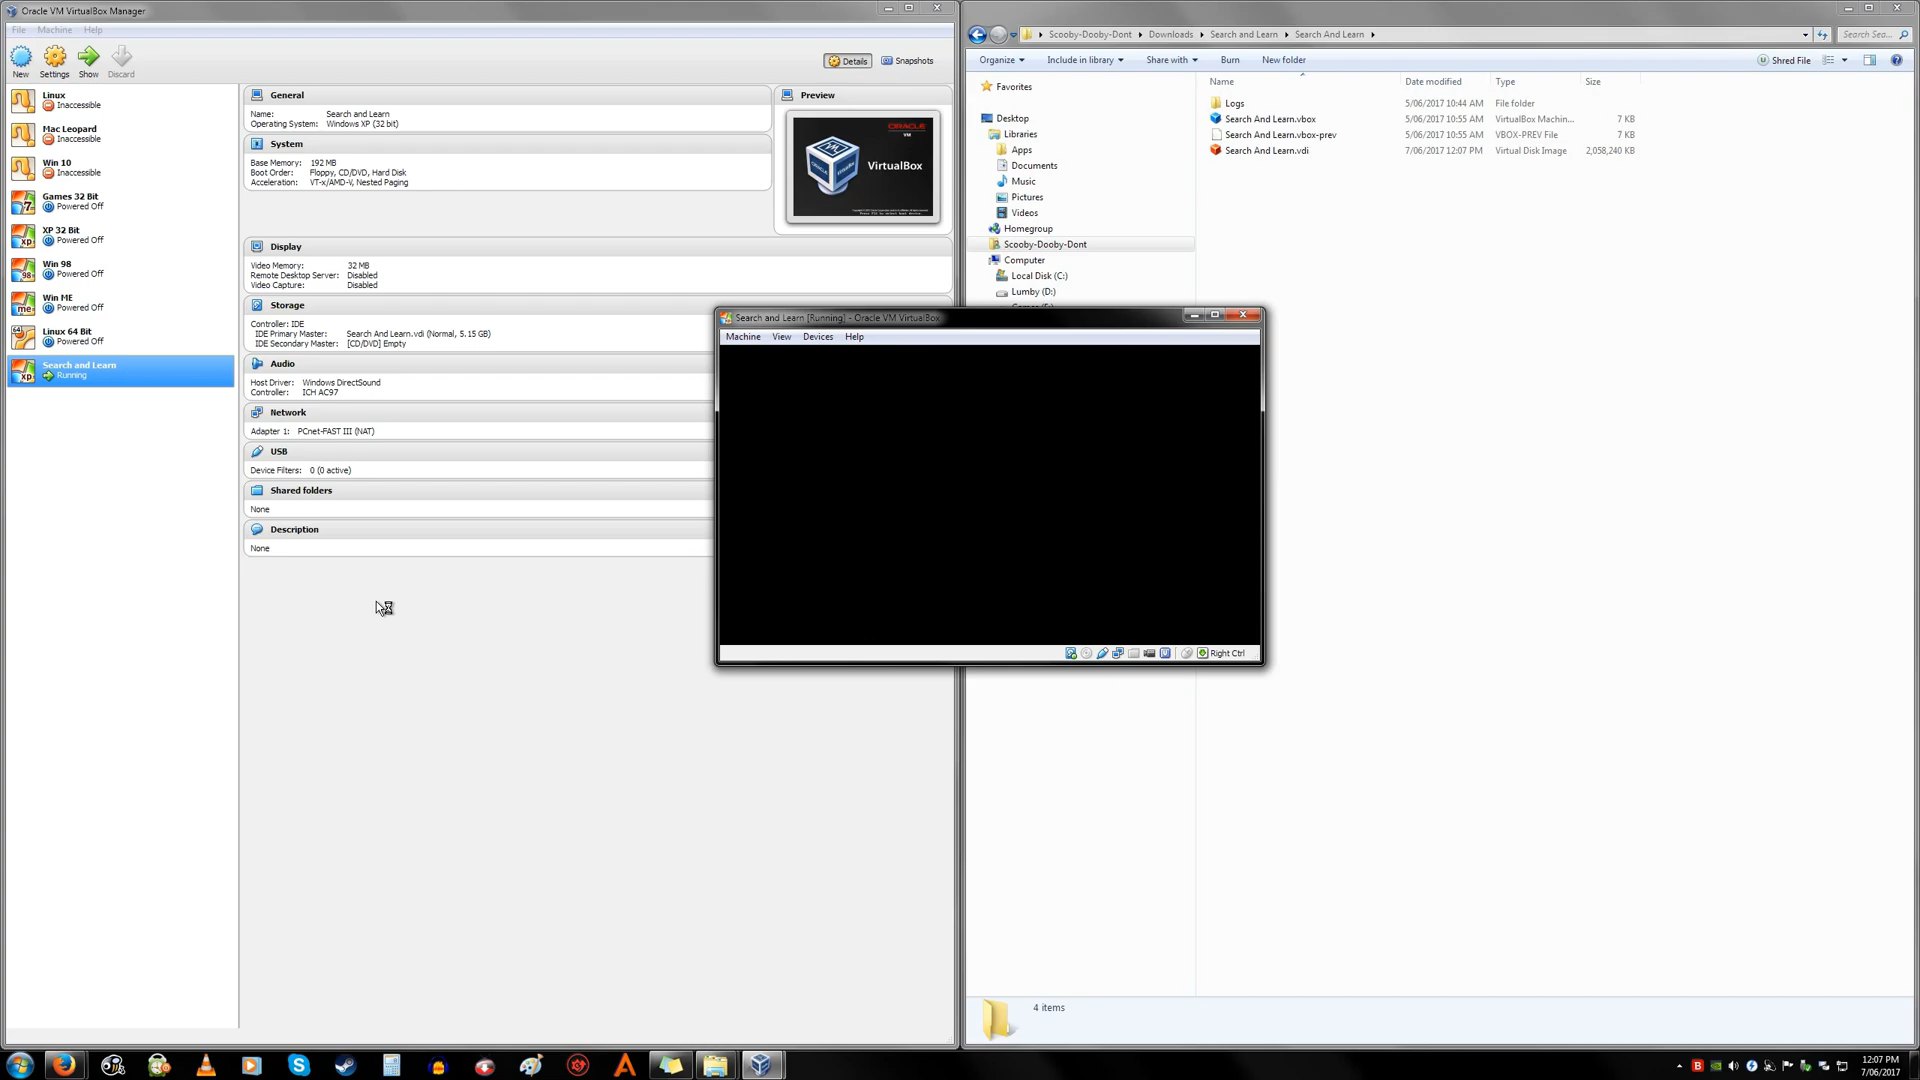 Oracle VM VirtualBox Manager
File Machine Help
New Settings Show Discard
Details Snapshots
Linux
Inaccessible
Mac Leopard
Inaccessible
Win 10
Inaccessible
Games 32 Bit
Powered Off
XP 32 Bit
Powered Off
Win 98
Powered Off
Win ME
Powered Off
Linux 64 Bit
Powered Off
Search and Learn
Running
General
Name: Search and Learn
Operating System: Windows XP (32 bit)
System
Base Memory: 192 MB
Boot Order: Floppy, CD/DVD, Hard Disk
Acceleration: VT-x/AMD-V, Nested Paging
Preview
ORACLE
VM
VirtualBox
Display
Video Memory: 32 MB
Remote Desktop Server: Disabled
Video Capture: Disabled
Storage
Controller: IDE
IDE Primary Master: Search And Learn.vdi (Normal, 5.15 GB)
IDE Secondary Master: [CD/DVD] Empty
Audio
Host Driver: Windows DirectSound
Controller: ICH AC97
Network
Adapter 1: PCnet-FAST III (NAT)
USB
Device Filters: 0 (0 active)
Shared folders
None
Description
None
Search and Learn [Running] - Oracle VM VirtualBox
Machine View Devices Help
Right Ctrl
Scooby-Dooby-Dont Downloads Search and Learn Search And Learn
Search Sea...
Organize Include in library Share with Burn New folder
Shred File
Favorites
Desktop
Libraries
Apps
Documents
Music
Pictures
Videos
Homegroup
Scooby-Dooby-Dont
Computer
Local Disk (C:)
Lumby (D:)
Name Date modified Type Size
Logs 5/06/2017 10:44 AM File folder
Search And Learn.vbox 5/06/2017 10:55 AM VirtualBox Machin... 7 KB
Search And Learn.vbox-prev 5/06/2017 10:55 AM VBOX-PREV File 7 KB
Search And Learn.vdi 7/06/2017 12:07 PM Virtual Disk Image 2,058,240 KB
4 items
12:07 PM
7/06/2017